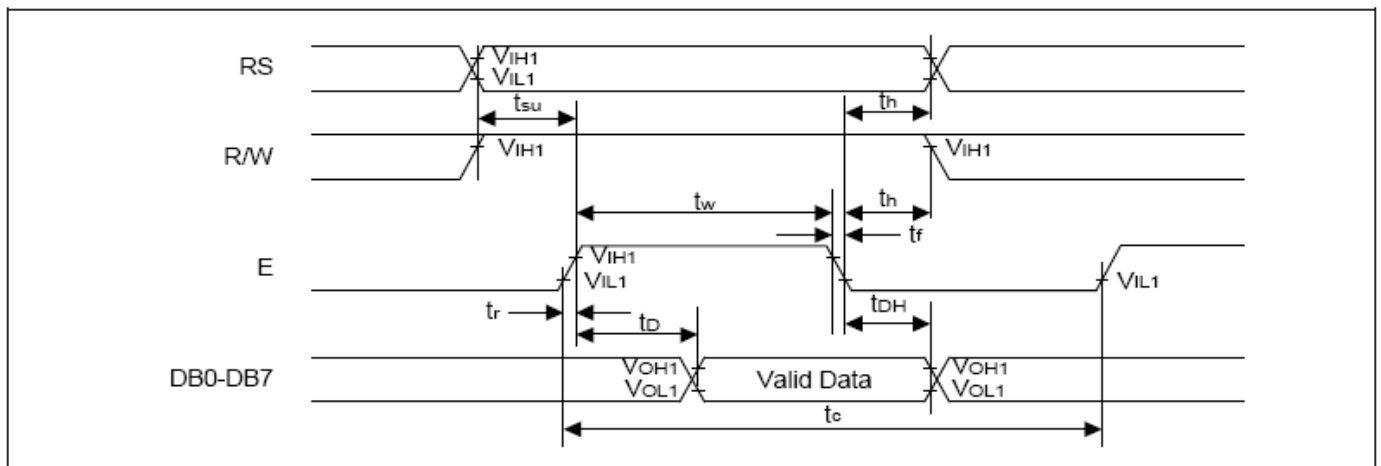 RS
VIH1
VIL1
tsu
th
R/W
VIH1
VIH1
tw
th
tf
E
VIH1
VIL1
VIL1
tr
tD
tDH
DB0-DB7
VOH1
VOL1
Valid Data
VOH1
VOL1
tc